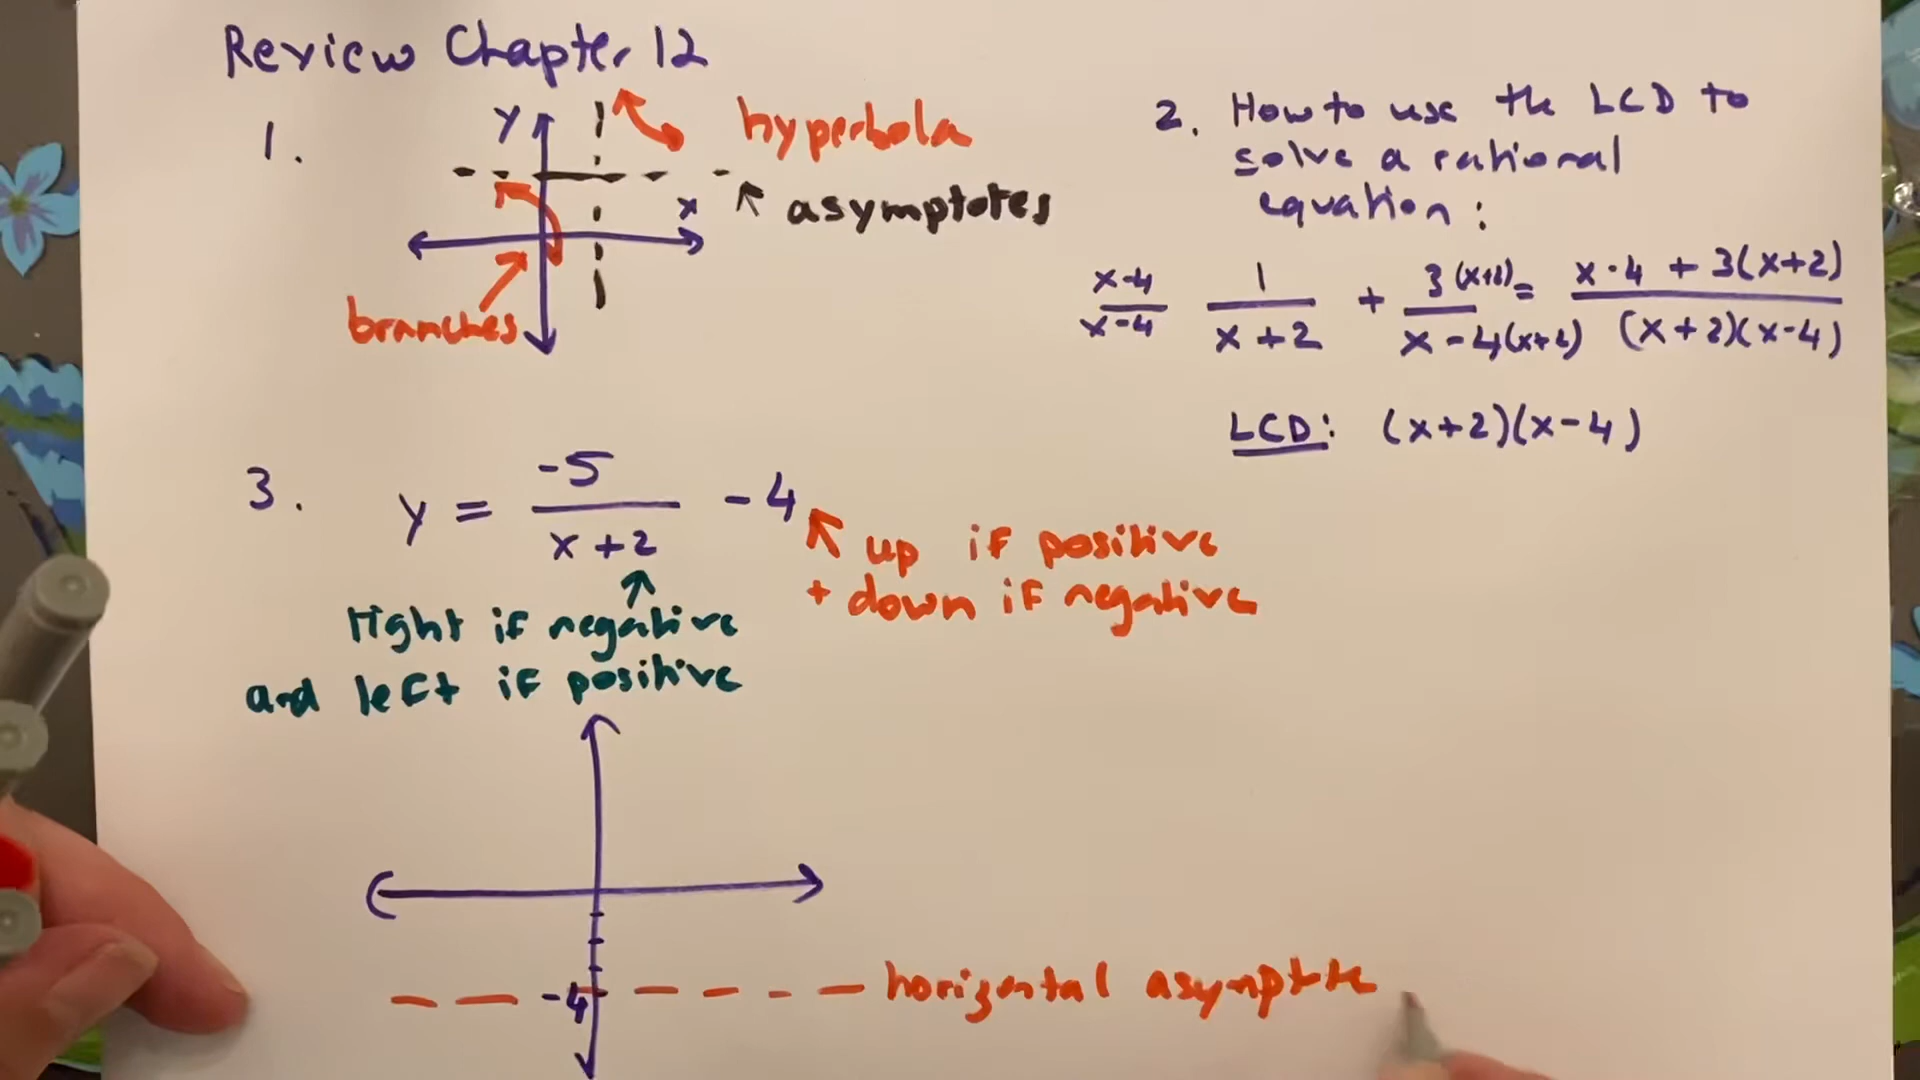 Review Chapter 12
1.
y
hyperbola
x
asymptotes
branches
2. How to use the LCD to
solve a rational
equation:
x-4 / x-4 1 / x+2 + 3(x+2) / x-4(x+2) = x-4 + 3(x+2) / (x+2)(x-4)
LCD: (x+2)(x-4)
3. y = -5 / x+2 -4
up if positive
+ down if negative
right if negative
and left if positive
-4
horizontal asymptote